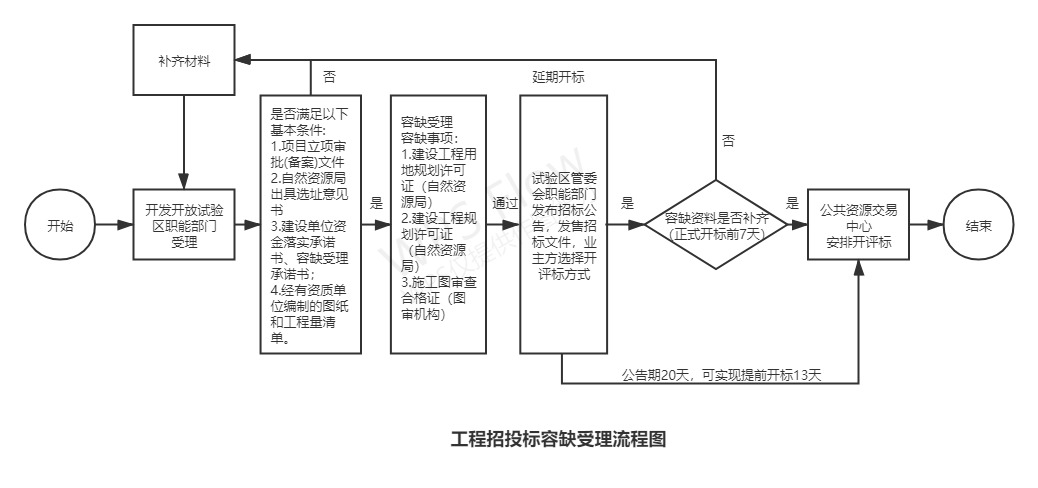 补齐材料
否
延期开标
开始
开发开放试验
区职能部门
受理
是否满足以下
基本条件:
1.项目立项审
批(备案)文件
2.自然资源局
出具选址意见
书
3.建设单位资
金落实承诺
书、容缺受理
承诺书；
4.经有资质单
位编制的图纸
和工程量清
单。
是
容缺受理
容缺事项：
1.建设工程用
地规划许可
证（自然资
源局）
2.建设工程规
划许可证
（自然资源
局）
3.施工图审查
合格证（图
审机构）
通过
试验区管委
会职能部门
发布招标公
告，发售招
标文件，业
主方选择开
评标方式
是
否
容缺资料是否补齐
（正式开标前7天）
是
公共资源交易
中心
安排开评标
结束
公告期20天，可实现提前开标13天
工程招投标容缺受理流程图